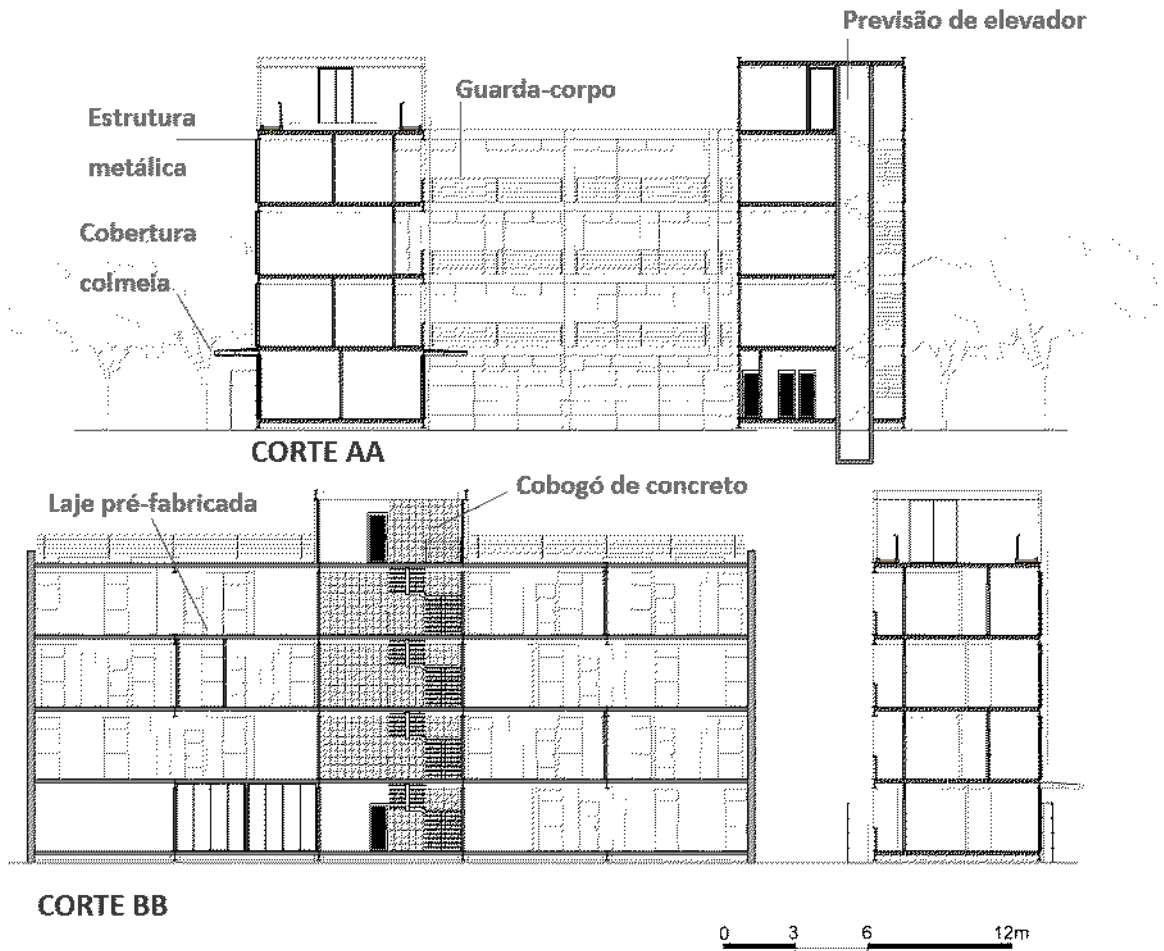 Previsão de elevador
Guarda-corpo
Estrutura
metálica
Cobertura
colmeia
CORTE AA
Laje pré-fabricada
Cobogó de concreto
CORTE BB
0 3 6 12m